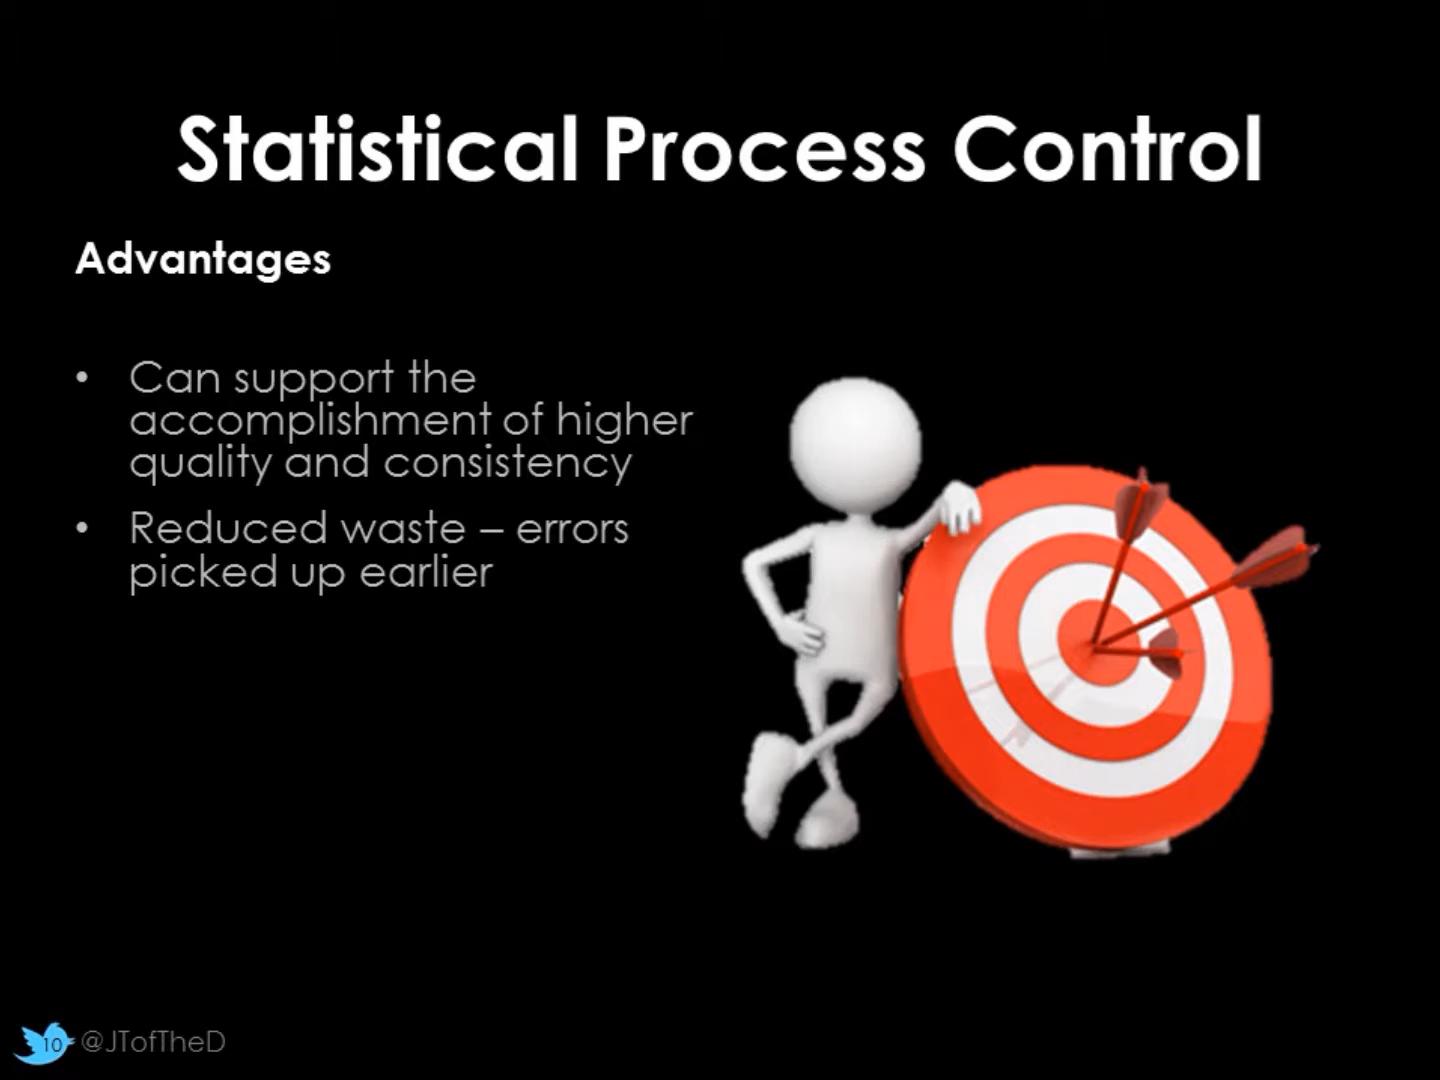 Statistical Process Control
Advantages
• Can support the
accomplishment of higher
quality and consistency
• Reduced waste – errors
picked up earlier
10 @JTofTheD